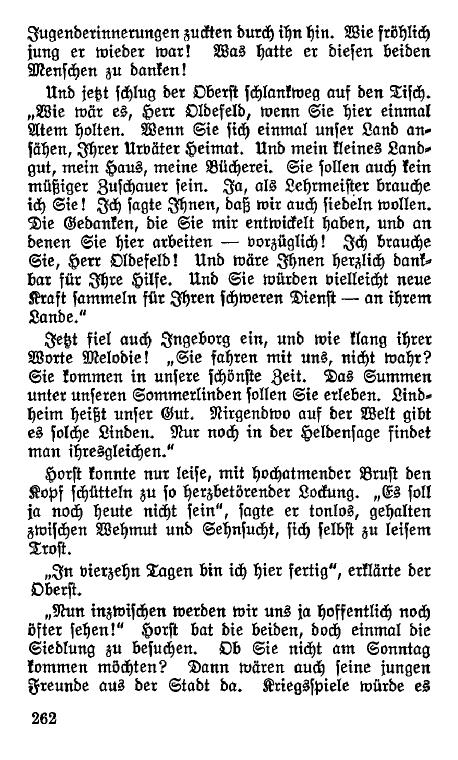 Jugenderinnerungen zuckten durch ihn hin. Wie fröhlich
jung er wieder war! Was hatte er diesen beiden
Menschen zu danken!
Und jetzt schlug der Oberst schlankweg auf den Tisch.
„Wie wär es, Herr Oldefeld, wenn Sie hier einmal
Atem holten. Wenn Sie sich einmal unser Land an-
sähen, Ihrer Urväter Heimat. Und mein kleines Land-
gut, mein Haus, meine Bücherei. Sie sollen auch kein
müßiger Zuschauer sein. Ja, als Lehrmeister brauche
ich Sie! Ich sagte Ihnen, daß wir auch siedeln wollen.
Die Gedanken, die Sie mir entwickelt haben, und an
denen Sie hier arbeiten — vorzüglich! Ich brauche
Sie, Herr Oldefeld! Und wäre Ihnen herzlich dank-
bar für Ihre Hilfe. Und Sie würden vielleicht neue
Kraft sammeln für Ihren schweren Dienst — an ihrem
Lande.“
Jetzt fiel auch Ingeborg ein, und wie klang ihrer
Worte Melodie! „Sie fahren mit uns, nicht wahr?
Sie kommen in unsere schönste Zeit. Das Summen
unter unseren Sommerlinden sollen Sie erleben. Lind-
heim heißt unser Gut. Nirgendwo auf der Welt gibt
es solche Linden. Nur noch in der Heldensage findet
man ihresgleichen.“
Horst konnte nur leise, mit hochatmender Brust den
Kopf schütteln zu so herzbetörender Lockung. „Es soll
ja noch heute nicht sein“, sagte er tonlos, gehalten
zwischen Wehmut und Sehnsucht, sich selbst zu leisem
Trost.
„In vierzehn Tagen bin ich hier fertig“, erklärte der
Oberst.
„Nun inzwischen werden wir uns ja hoffentlich noch
öfter sehen!“ Horst bat die beiden, doch einmal die
Siedlung zu besuchen. Ob Sie nicht am Sonntag
kommen möchten? Dann wären auch seine jungen
Freunde aus der Stadt da. Kriegsspiele würde es
262